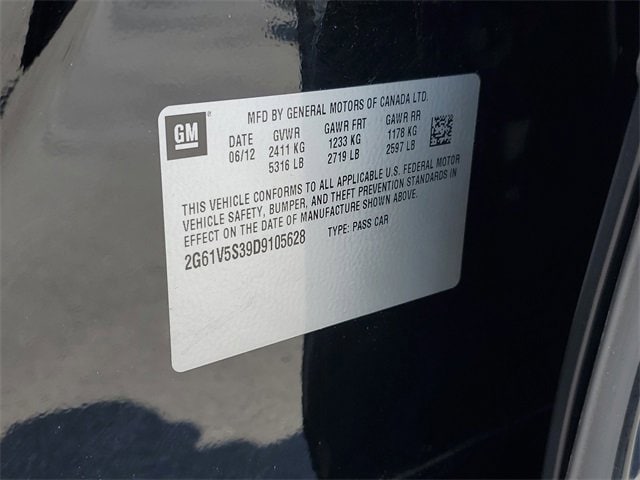 MFD BY GENERAL MOTORS OF CANADA LTD.
GM
DATE GVWR GAWR FRT GAWR RR
06/12 2411 KG 1233 KG 1178 KG
5316 LB 2719 LB 2597 LB
THIS VEHICLE CONFORMS TO ALL APPLICABLE U.S. FEDERAL MOTOR
VEHICLE SAFETY, BUMPER, AND THEFT PREVENTION STANDARDS IN
EFFECT ON THE DATE OF MANUFACTURE SHOWN ABOVE.
2G61V5S39D9105628 TYPE: PASS CAR